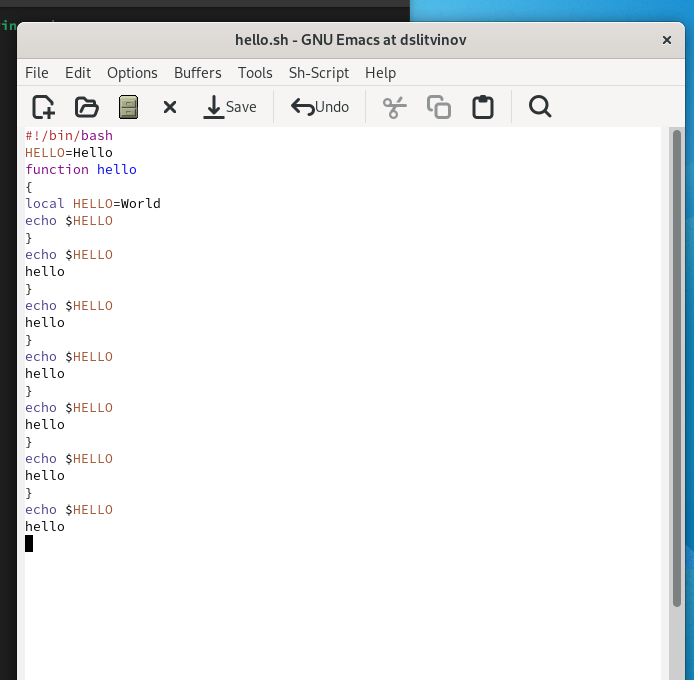 in
hello.sh - GNU Emacs at dslitvinov
File Edit Options Buffers Tools Sh-Script Help
Save Undo
#!/bin/bash
HELLO=Hello
function hello
{
local HELLO=World
echo $HELLO
}
echo $HELLO
hello
}
echo $HELLO
hello
}
echo $HELLO
hello
}
echo $HELLO
hello
}
echo $HELLO
hello
}
echo $HELLO
hello